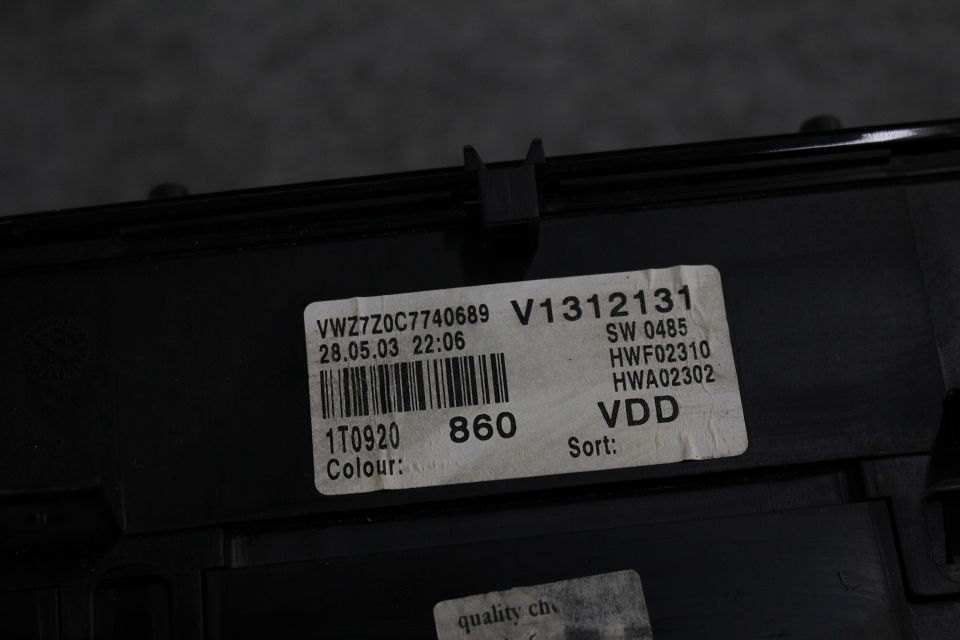 VWZ7Z0C7740689 V1312131
28.05.03 22:06 SW 0485
HWF02310
HWA02302
1T0920 860 VDD
Colour: Sort:
quality